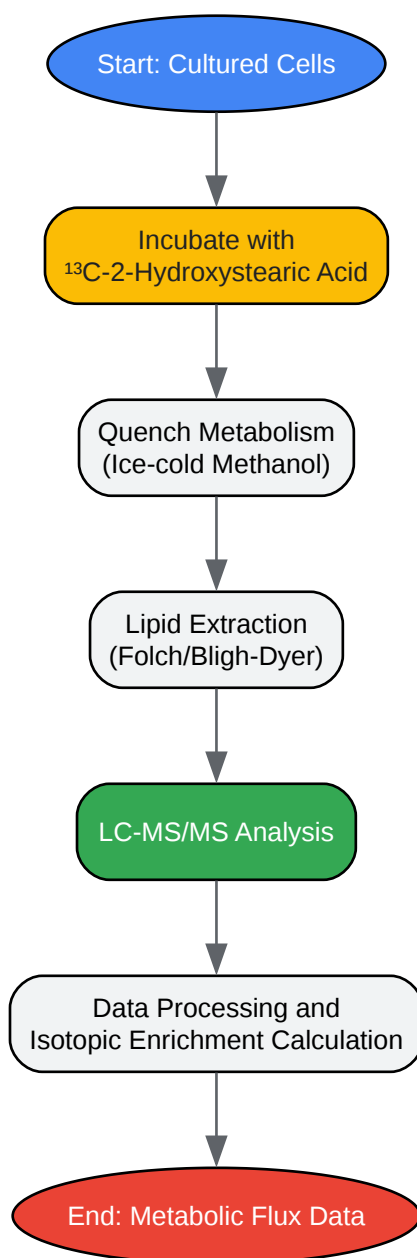 Start: Cultured Cells
Incubate with
¹³C-2-Hydroxystearic Acid
Quench Metabolism
(Ice-cold Methanol)
Lipid Extraction
(Folch/Bligh-Dyer)
LC-MS/MS Analysis
Data Processing and
Isotopic Enrichment Calculation
End: Metabolic Flux Data